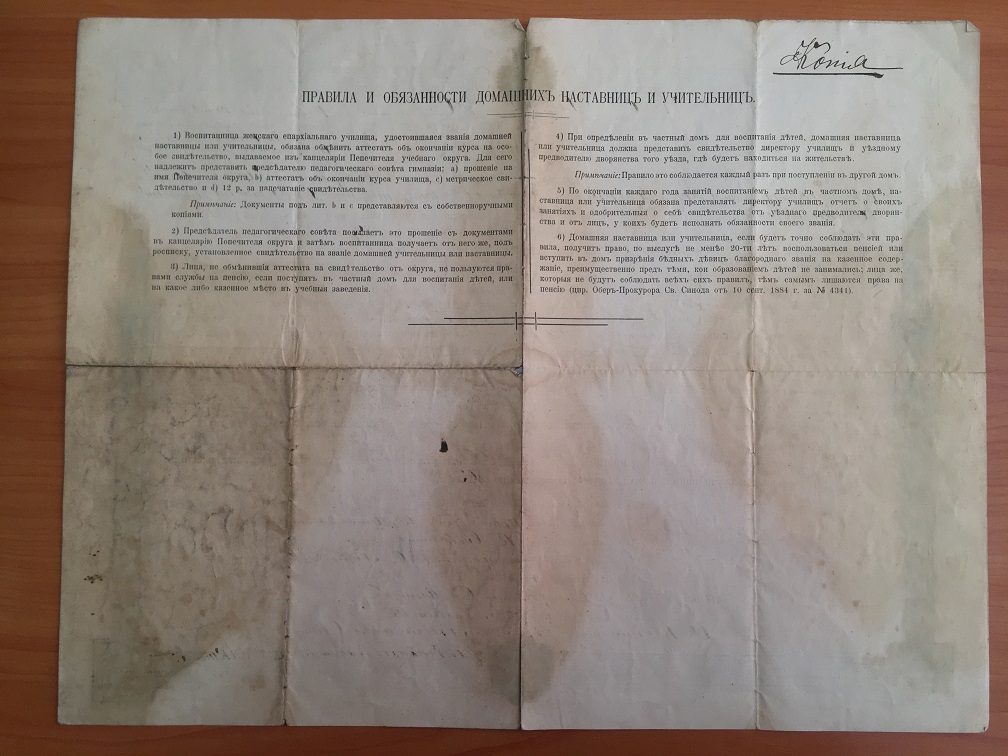 Копія
ПРАВИЛА И ОБЯЗАННОСТИ ДОМАШНИХЪ НАСТАВНИЦЪ И УЧИТЕЛЬНИЦЪ.
1) Воспитанница женскаго епархіальнаго училища, удостоившаяся званія домашней
наставницы или учительницы, обязана обмѣнить аттестатъ объ окончаніи курса на осо-
бое свидѣтельство, выдаваемое изъ канцеляріи Попечителя учебнаго округа. Для сего
надлежитъ представить предсѣдателю педагогическаго совѣта гимназіи: а) прошеніе на
имя Попечителя округа, b) аттестатъ объ окончаніи курса училища, с) метрическое сви-
дѣтельство и d) 12 р. за напечатаніе свидѣтельства.
Примѣчаніе: Документы подъ лит. b и с представляются съ собственноручными
копіями.
2) Предсѣдатель педагогическаго совѣта посылаетъ это прошеніе съ документами
въ канцелярію Попечителя округа и затѣмъ воспитанница получаетъ отъ него же, подъ
росписку, установленное свидѣтельство на званіе домашней учительницы или наставницы.
3) Лица, не обмѣнившія аттестата на свидѣтельство отъ округа, не пользуются пра-
вами службы на пенсію, если поступятъ въ частный домъ для воспитанія дѣтей, или
на какое либо казенное мѣсто въ учебныя заведенія.
4) При опредѣленіи въ частный домъ для воспитанія дѣтей, домашняя наставница
или учительница должна представить свидѣтельство директору училищъ и уѣздному
предводителю дворянства того уѣзда, гдѣ будетъ находиться на жительствѣ.
Примѣчаніе: Правило это соблюдается каждый разъ при поступленіи въ другой домъ.
5) По окончаніи каждаго года занятій воспитаніемъ дѣтей въ частномъ домѣ, на-
ставница или учительница обязана представлять директору училищъ отчетъ о своихъ
занятіяхъ и одобрительныя о себѣ свидѣтельства отъ уѣзднаго предводителя дворян-
ства и отъ лицъ, у коихъ будетъ исполнять обязанности своего званія.
6) Домашняя наставница или учительница, если будетъ точно соблюдать эти пра-
вила, получитъ право, по выслугѣ не менѣе 20-ти лѣтъ воспользоваться пенсіею или
вступить въ домъ призрѣнія бѣдныхъ дѣвицъ благороднаго званія на казенное содер-
жаніе, преимущественно предъ тѣми, кои образованіемъ дѣтей не занимались; лица же,
которыя не будутъ соблюдать всѣхъ сихъ правилъ, тѣмъ самымъ лишаются права на
пенсію (цир. Оберъ-Прокурора Св. Синода отъ 10 сент. 1884 г. за № 4341).